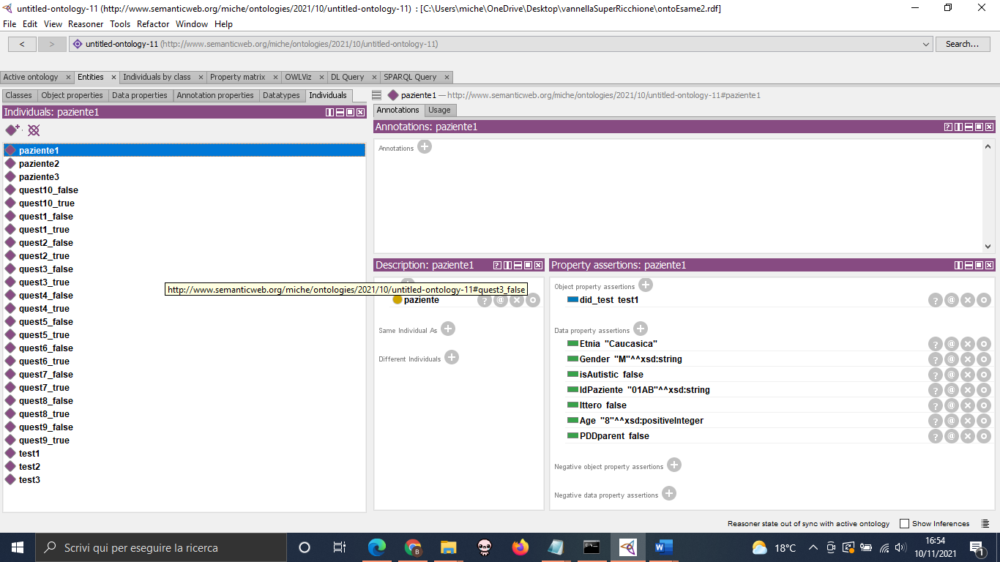 untitled-ontology-11 (http://www.semanticweb.org/miche/ontologies/2021/10/untitled-ontology-11) : [C:\Users\miche\OneDrive\Desktop\vannellaSuperRicchione\ontoEsame2.rdf]
File Edit View Reasoner Tools Refactor Window Help
< > untitled-ontology-11 (http://www.semanticweb.org/miche/ontologies/2021/10/untitled-ontology-11) Search...
Active ontology × Entities × Individuals by class × Property matrix × OWLViz × DL Query × SPARQL Query ×
Classes Object properties Data properties Annotation properties Datatypes Individuals
Individuals: paziente1
paziente1
paziente2
paziente3
quest10_false
quest10_true
quest1_false
quest1_true
quest2_false
quest2_true
quest3_false
quest3_true
quest4_false
quest4_true
quest5_false
quest5_true
quest6_false
quest6_true
quest7_false
quest7_true
quest8_false
quest8_true
quest9_false
quest9_true
test1
test2
test3
http://www.semanticweb.org/miche/ontologies/2021/10/untitled-ontology-11#quest3_false
paziente1 — http://www.semanticweb.org/miche/ontologies/2021/10/untitled-ontology-11#paziente1
Annotations Usage
Annotations: paziente1
Annotations
Description: paziente1
paziente
Same Individual As
Different Individuals
Property assertions: paziente1
Object property assertions
did_test test1
Data property assertions
Etnia "Caucasica"
Gender "M"^^xsd:string
isAutistic false
IdPaziente "01AB"^^xsd:string
Ittero false
Age "8"^^xsd:positiveInteger
PDDparent false
Negative object property assertions
Negative data property assertions
Reasoner state out of sync with active ontology Show Inferences
Scrivi qui per eseguire la ricerca
18°C
16:54
10/11/2021
1